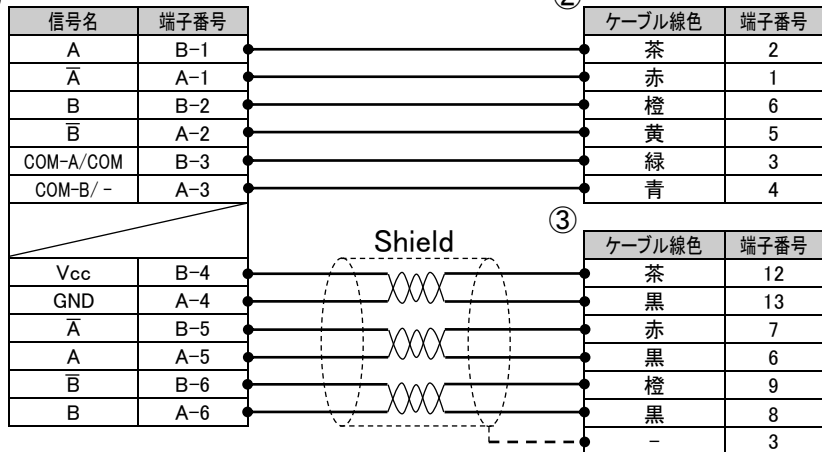 ②
信号名 端子番号 ケーブル線色 端子番号
A B-1 茶 2
A̅ A-1 赤 1
B B-2 橙 6
B̅ A-2 黄 5
COM-A/COM B-3 緑 3
COM-B/- A-3 青 4
③
Shield
ケーブル線色 端子番号
Vcc B-4 茶 12
GND A-4 黒 13
A̅ B-5 赤 7
A A-5 黒 6
B̅ B-6 橙 9
B A-6 黒 8
- 3